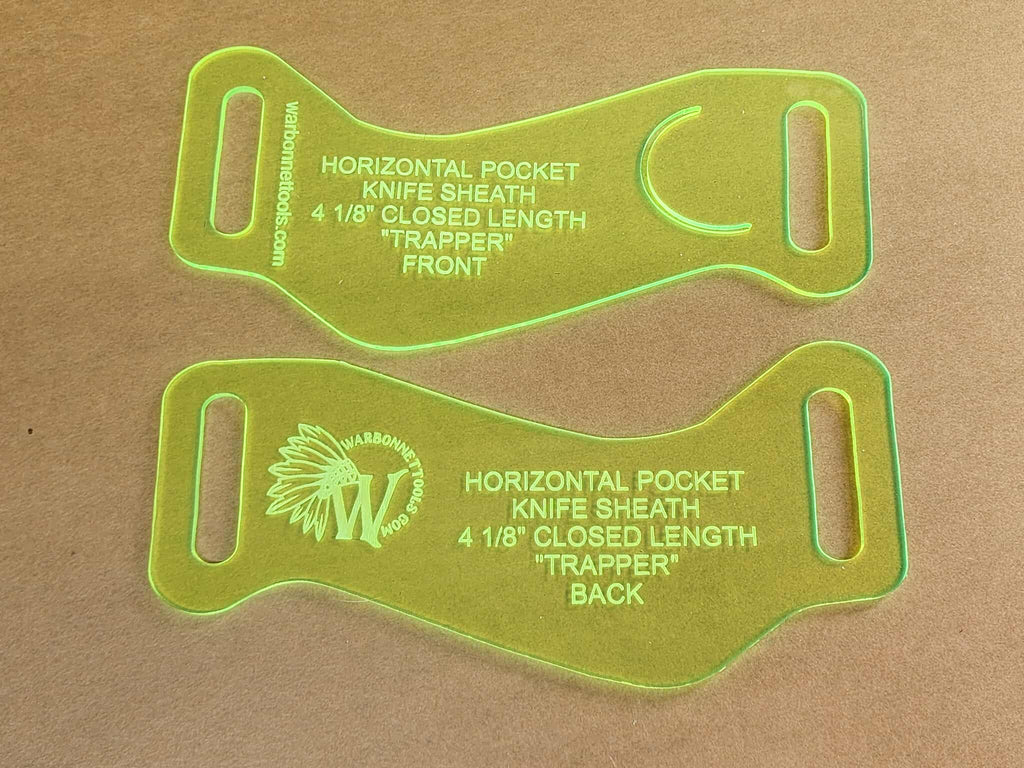 warbonnettools.com
HORIZONTAL POCKET
KNIFE SHEATH
4 1/8" CLOSED LENGTH
"TRAPPER"
FRONT
WARBONNETTOOLS.COM
W
HORIZONTAL POCKET
KNIFE SHEATH
4 1/8" CLOSED LENGTH
"TRAPPER"
BACK